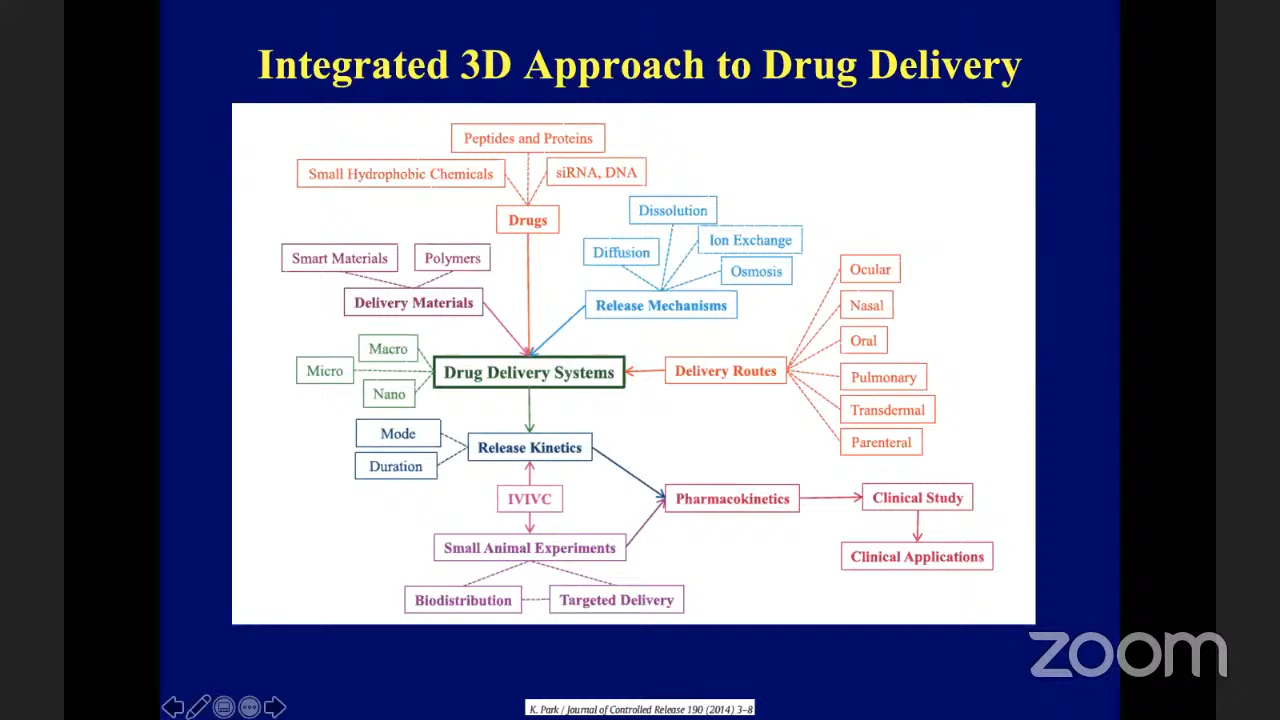 Integrated 3D Approach to Drug Delivery
Peptides and Proteins
Small Hydrophobic Chemicals
siRNA, DNA
Drugs
Dissolution
Ion Exchange
Diffusion
Osmosis
Release Mechanisms
Smart Materials
Polymers
Delivery Materials
Ocular
Nasal
Oral
Pulmonary
Transdermal
Parenteral
Delivery Routes
Macro
Micro
Nano
Drug Delivery Systems
Mode
Duration
Release Kinetics
IVIVC
Small Animal Experiments
Biodistribution
Targeted Delivery
Pharmacokinetics
Clinical Study
Clinical Applications
zoom
K. Park / Journal of Controlled Release 190 (2014) 3–8